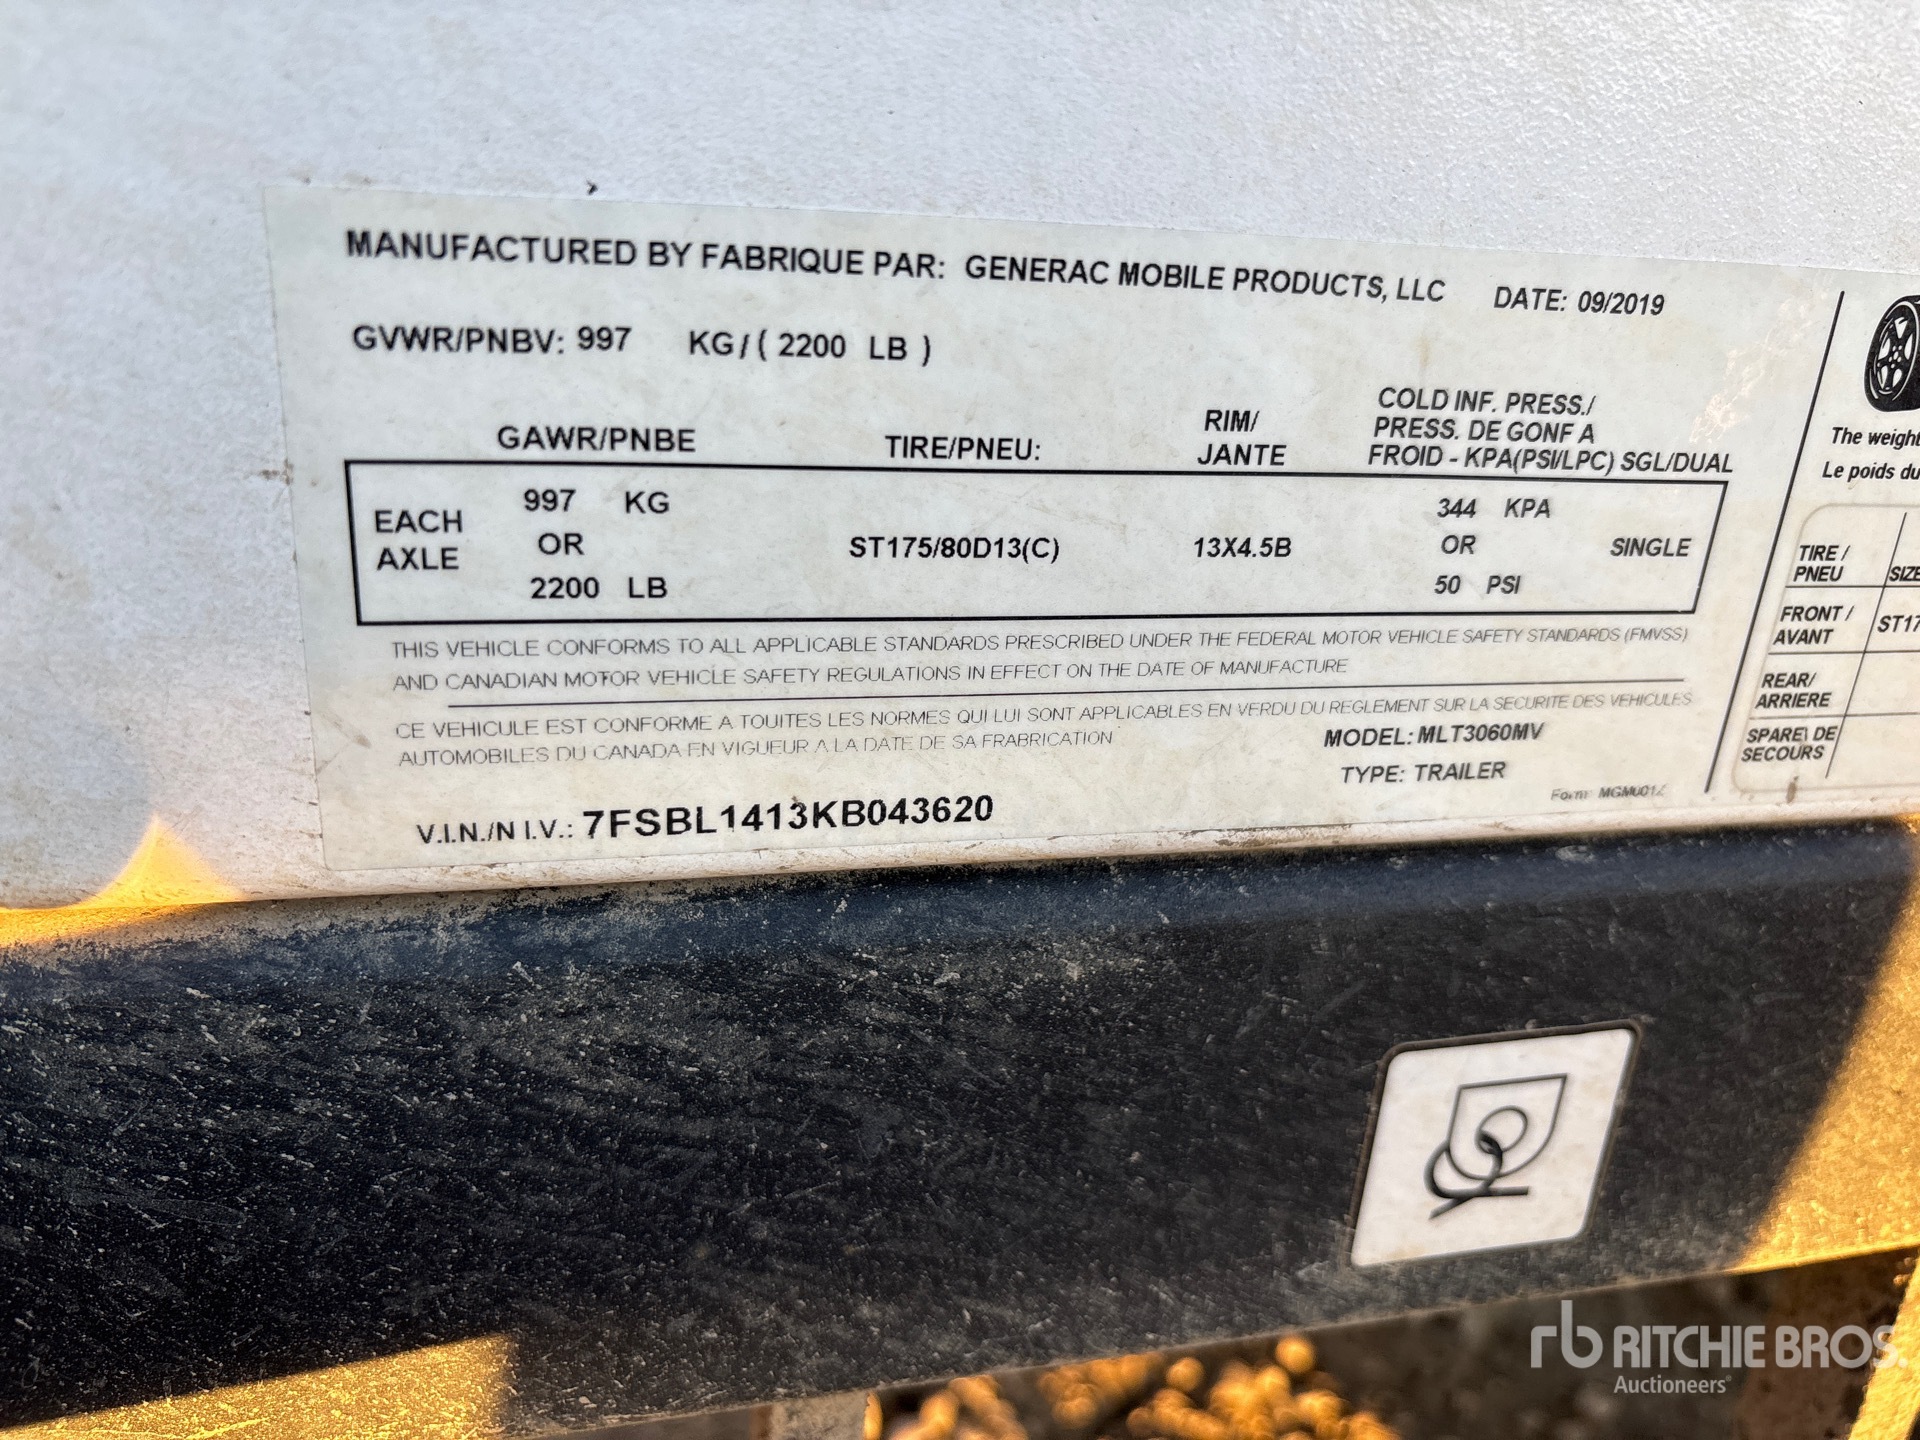 MANUFACTURED BY FABRIQUE PAR: GENERAC MOBILE PRODUCTS, LLC DATE: 09/2019
GVWR/PNBV: 997 KG / ( 2200 LB )
GAWR/PNBE TIRE/PNEU: RIM/ JANTE COLD INF. PRESS./ PRESS. DE GONF A FROID - KPA(PSI/LPC) SGL/DUAL
EACH AXLE 997 KG OR 2200 LB ST175/80D13(C) 13X4.5B 344 KPA OR 50 PSI SINGLE
THIS VEHICLE CONFORMS TO ALL APPLICABLE STANDARDS PRESCRIBED UNDER THE FEDERAL MOTOR VEHICLE SAFETY STANDARDS (FMVSS)
AND CANADIAN MOTOR VEHICLE SAFETY REGULATIONS IN EFFECT ON THE DATE OF MANUFACTURE
CE VEHICULE EST CONFORME A TOUITES LES NORMES QUI LUI SONT APPLICABLES EN VERDU DU REGLEMENT SUR LA SECURITE DES VEHICULES
AUTOMOBILES DU CANADA EN VIGUEUR A LA DATE DE SA FRABRICATION
MODEL: MLT3060MV
TYPE: TRAILER
V.I.N./N I.V.: 7FSBL1413KB043620
Form:
The weight
Le poids du
TIRE / PNEU SIZE
FRONT / AVANT ST17
REAR/ ARRIERE
SPARE\ DE SECOURS
rb RITCHIE BROS.
Auctioneers